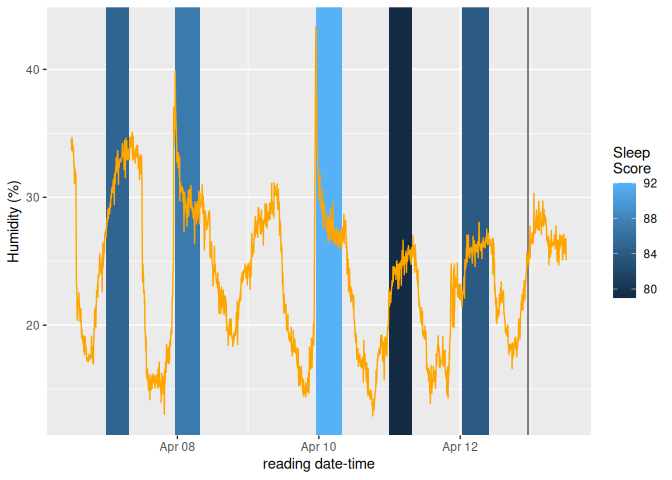 40
30
20
Humidity (%)
Apr 08
Apr 10
Apr 12
reading date-time
Sleep
Score
92
88
84
80